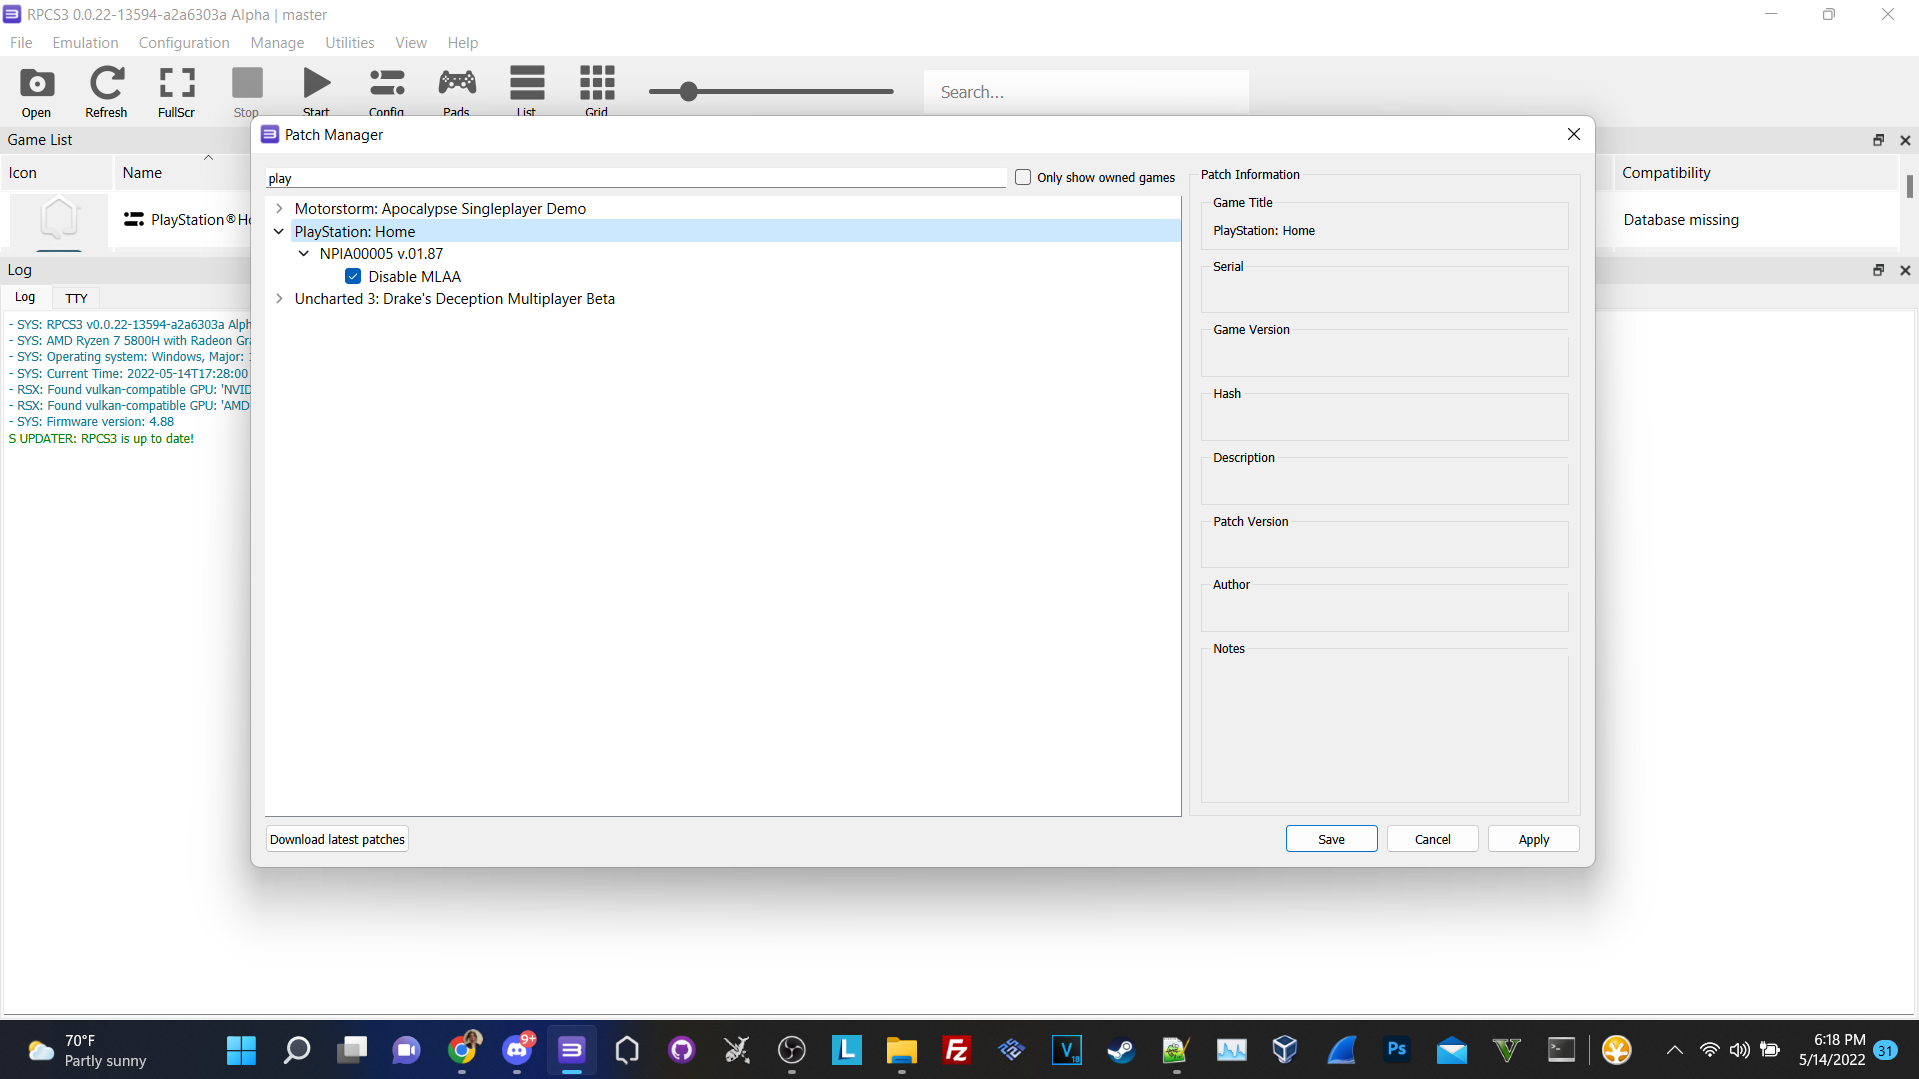 RPCS3 0.0.22-13594-a2a6303a Alpha | master
File Emulation Configuration Manage Utilities View Help
Open Refresh FullScr Stop Start Config Pads List Grid
Search...
Game List
Icon Name Compatibility
PlayStation®H Database missing
Log
Log TTY
- SYS: RPCS3 v0.0.22-13594-a2a6303a Alph
- SYS: AMD Ryzen 7 5800H with Radeon Gr
- SYS: Operating system: Windows, Major:
- SYS: Current Time: 2022-05-14T17:28:00
- RSX: Found vulkan-compatible GPU: 'NVID
- RSX: Found vulkan-compatible GPU: 'AMD
- SYS: Firmware version: 4.88
S UPDATER: RPCS3 is up to date!
Patch Manager
play
Only show owned games
Motorstorm: Apocalypse Singleplayer Demo
PlayStation: Home
NPIA00005 v.01.87
Disable MLAA
Uncharted 3: Drake's Deception Multiplayer Beta
Patch Information
Game Title
PlayStation: Home
Serial
Game Version
Hash
Description
Patch Version
Author
Notes
Download latest patches
Save Cancel Apply
70°F
Partly sunny
9+
L
Fz
V
18
Ps
6:18 PM
5/14/2022
31